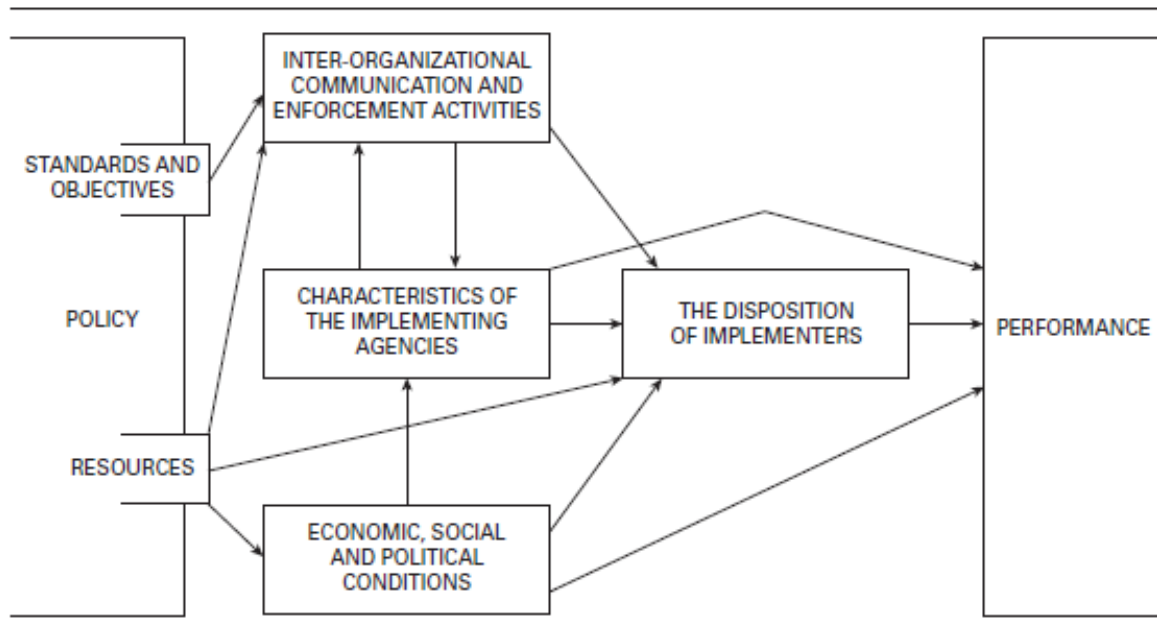 INTER-ORGANIZATIONAL
COMMUNICATION AND
ENFORCEMENT ACTIVITIES
STANDARDS AND
OBJECTIVES
POLICY
CHARACTERISTICS OF
THE IMPLEMENTING
AGENCIES
THE DISPOSITION
OF IMPLEMENTERS
PERFORMANCE
RESOURCES
ECONOMIC, SOCIAL
AND POLITICAL
CONDITIONS